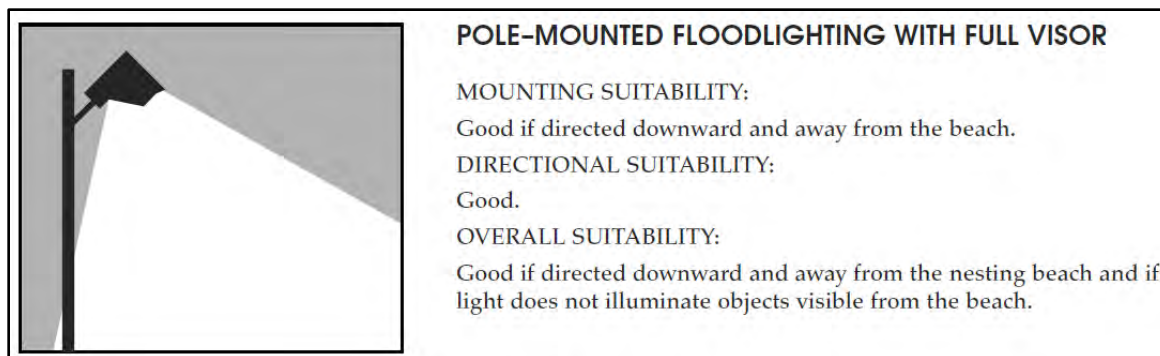 POLE–MOUNTED FLOODLIGHTING WITH FULL VISOR
MOUNTING SUITABILITY:
Good if directed downward and away from the beach.
DIRECTIONAL SUITABILITY:
Good.
OVERALL SUITABILITY:
Good if directed downward and away from the nesting beach and if
light does not illuminate objects visible from the beach.